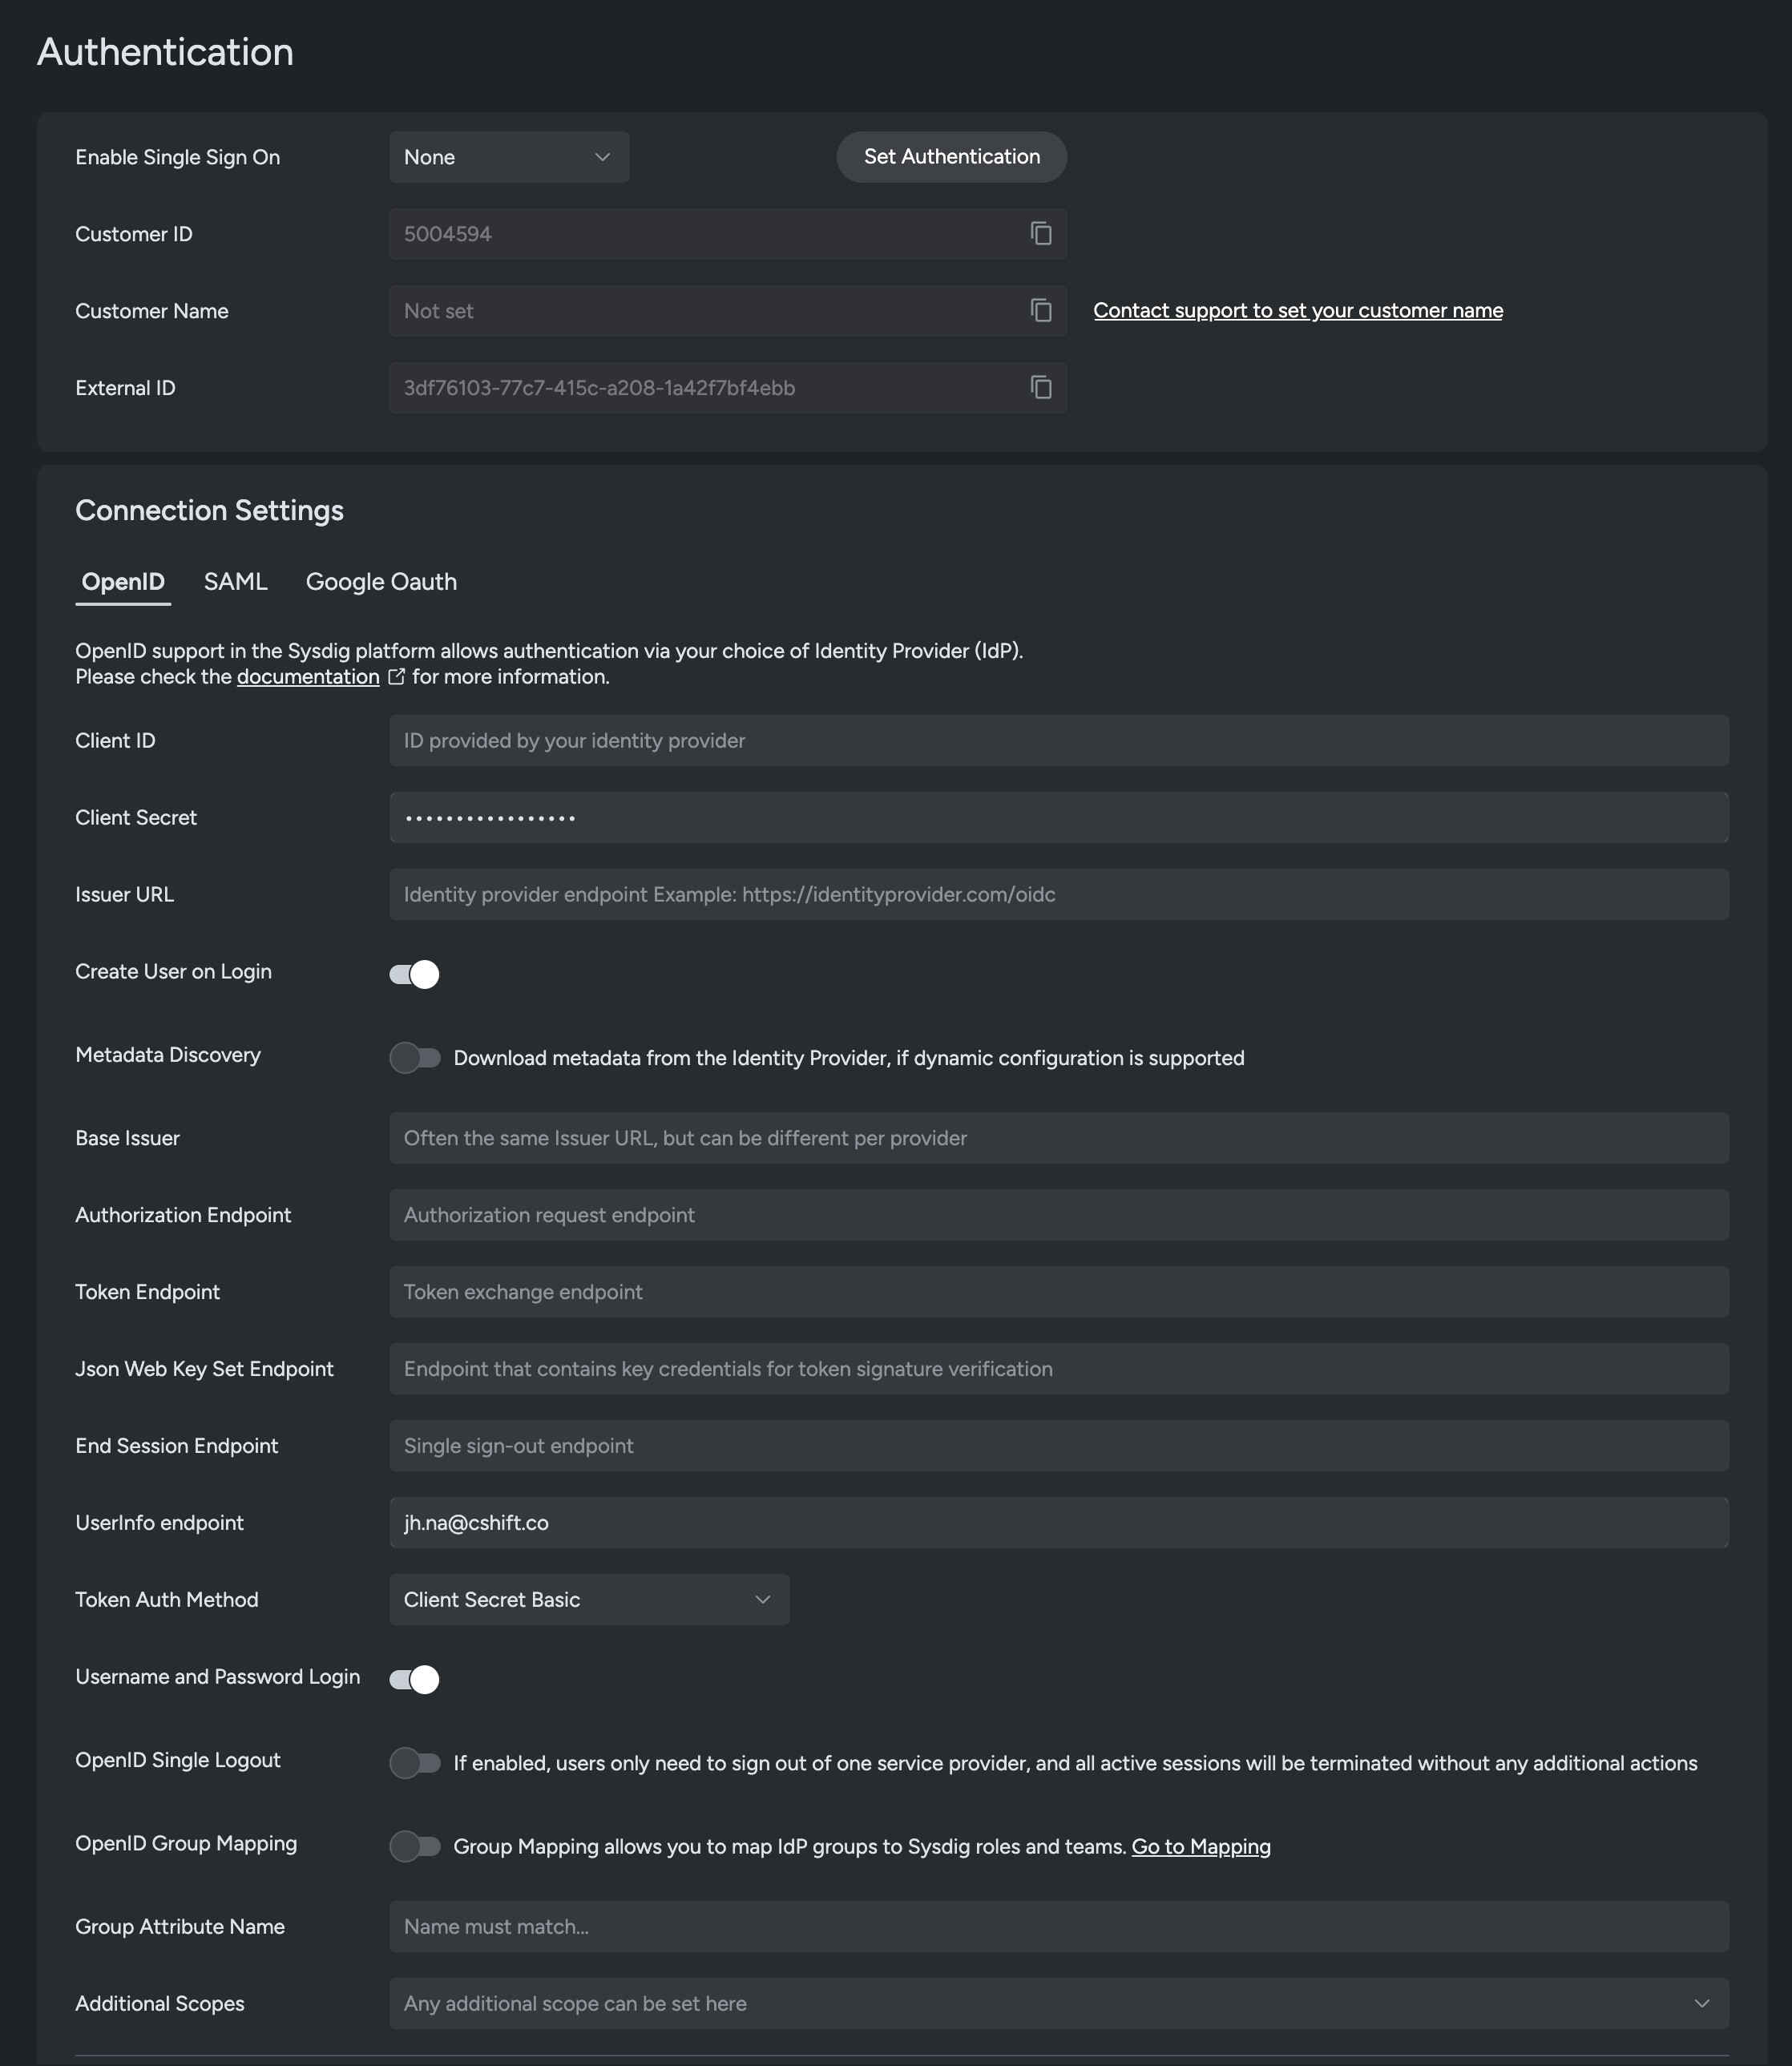 Authentication
Enable Single Sign On
None
Set Authentication
Customer ID
5004594
Customer Name
Not set
Contact support to set your customer name
External ID
3df76103-77c7-415c-a208-1a42f7bf4ebb
Connection Settings
OpenID
SAML
Google Oauth
OpenID support in the Sysdig platform allows authentication via your choice of Identity Provider (IdP).
Please check the documentation for more information.
Client ID
ID provided by your identity provider
Client Secret
•••••••••••••••••
Issuer URL
Identity provider endpoint Example: https://identityprovider.com/oidc
Create User on Login
Metadata Discovery
Download metadata from the Identity Provider, if dynamic configuration is supported
Base Issuer
Often the same Issuer URL, but can be different per provider
Authorization Endpoint
Authorization request endpoint
Token Endpoint
Token exchange endpoint
Json Web Key Set Endpoint
Endpoint that contains key credentials for token signature verification
End Session Endpoint
Single sign-out endpoint
UserInfo endpoint
jh.na@cshift.co
Token Auth Method
Client Secret Basic
Username and Password Login
OpenID Single Logout
If enabled, users only need to sign out of one service provider, and all active sessions will be terminated without any additional actions
OpenID Group Mapping
Group Mapping allows you to map IdP groups to Sysdig roles and teams. Go to Mapping
Group Attribute Name
Name must match...
Additional Scopes
Any additional scope can be set here